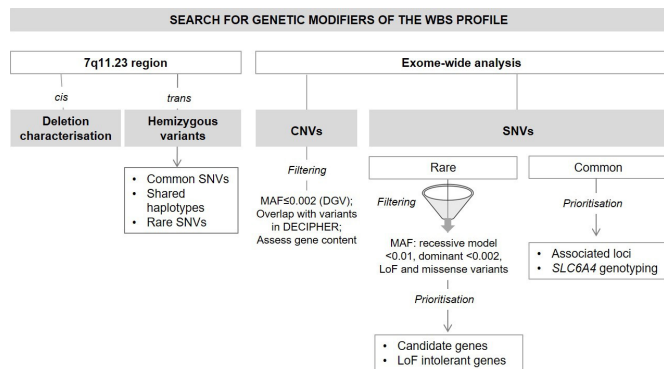 SEARCH FOR GENETIC MODIFIERS OF THE WBS PROFILE
7q11.23 region
Exome-wide analysis
cis
trans
Deletion
characterisation
Hemizygous
variants
CNVs
SNVs
• Common SNVs
• Shared
haplotypes
• Rare SNVs
Filtering
MAF≤0.002 (DGV);
Overlap with variants
in DECIPHER;
Assess gene content
Rare
Filtering
MAF: recessive model
<0.01, dominant <0.002,
LoF and missense variants
Prioritisation
• Candidate genes
• LoF intolerant genes
Common
Prioritisation
• Associated loci
• SLC6A4 genotyping